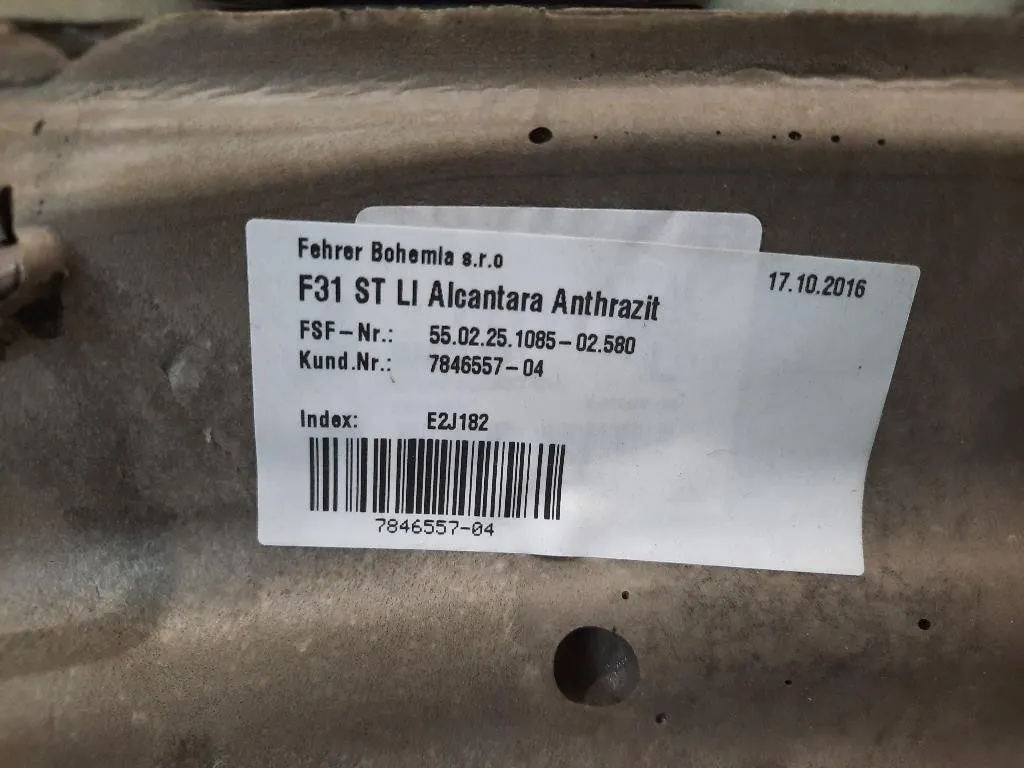 Fehrer Bohemia s.r.o
17.10.2016
F31 ST LI Alcantara Anthrazit
FSF-Nr.: 55.02.25.1085-02.580
Kund.Nr.: 7846557-04
Index: E2J182
7846557-04